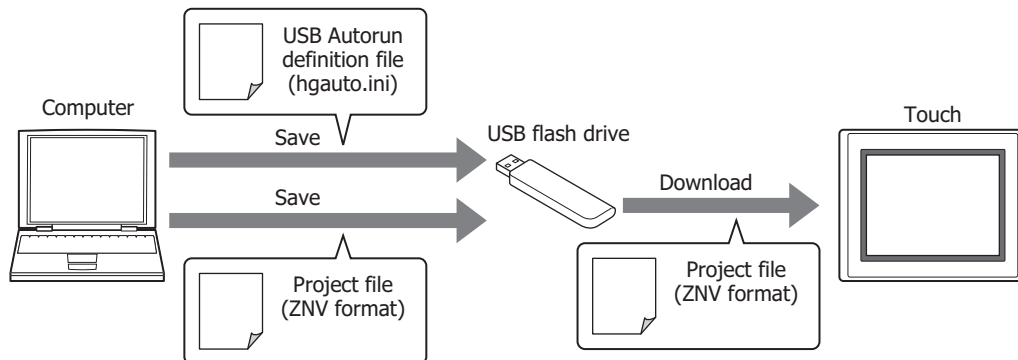 USB Autorun
definition file
(hgauto.ini)
Computer
Save
USB flash drive
Touch
Save
Download
Project file
(ZNV format)
Project file
(ZNV format)